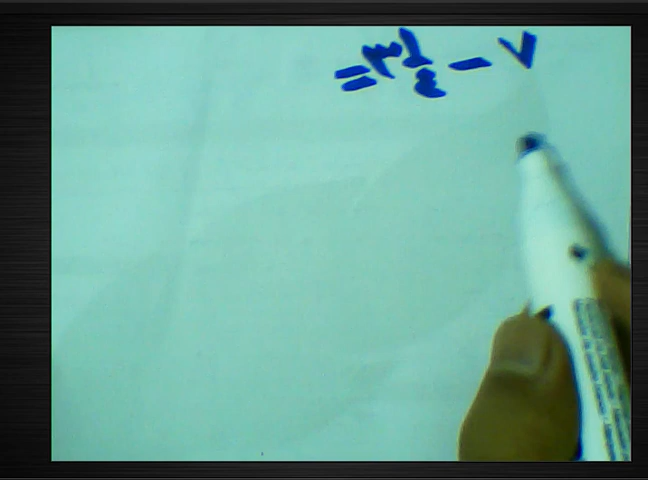 ٧ - ٣ ١/٤ =